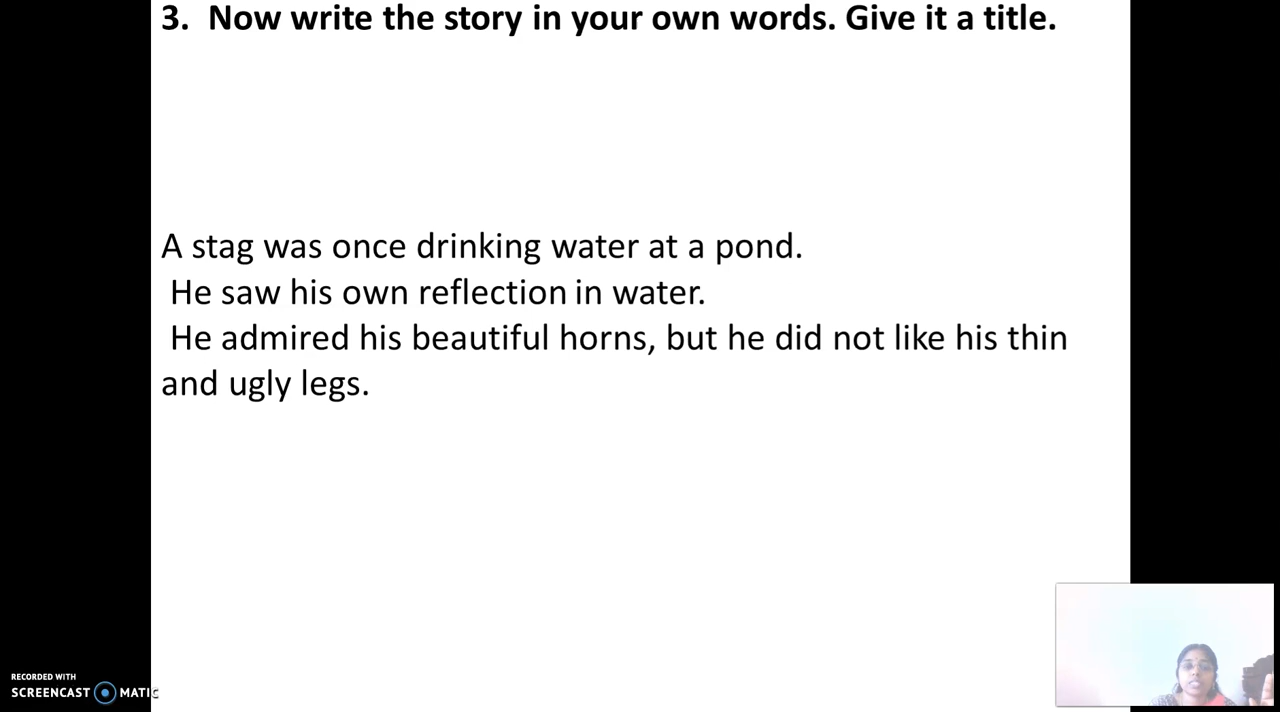 3. Now write the story in your own words. Give it a title.
A stag was once drinking water at a pond.
He saw his own reflection in water.
He admired his beautiful horns, but he did not like his thin
and ugly legs.
RECORDED WITH
SCREENCAST MATIC